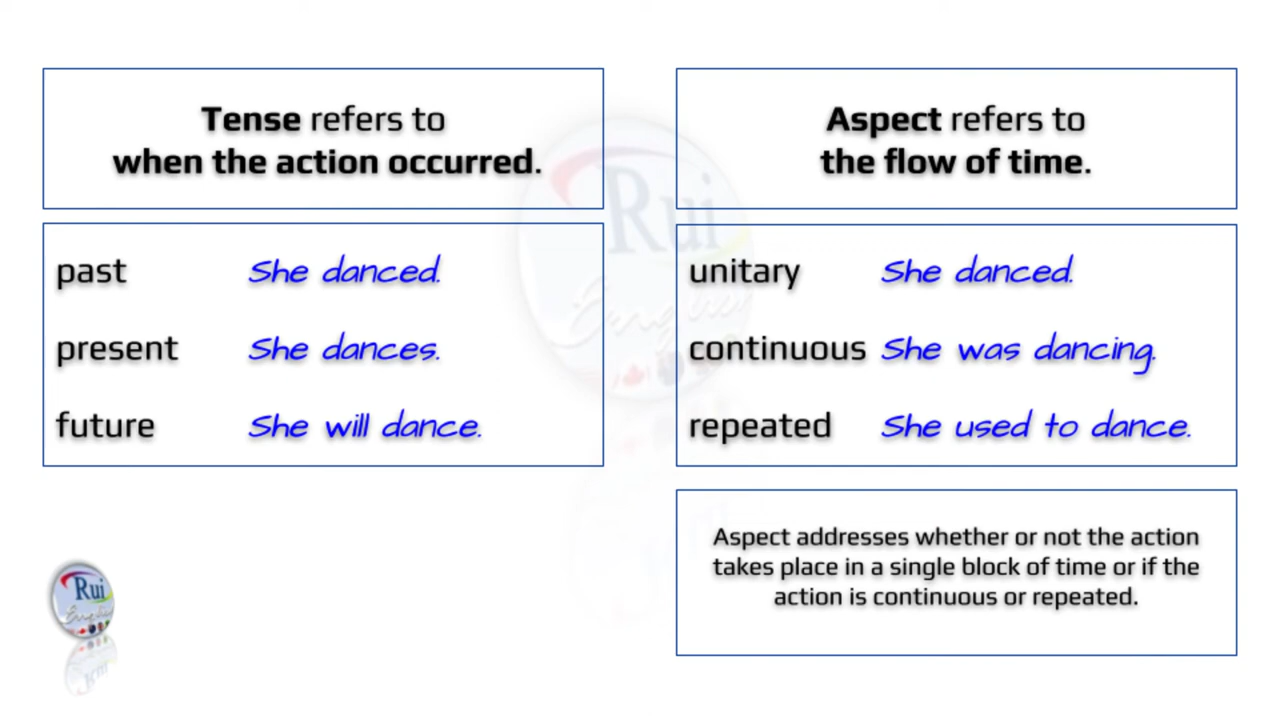 Tense refers to
when the action occurred.
past She danced.
present She dances.
future She will dance.
Aspect refers to
the flow of time.
unitary She danced.
continuous She was dancing.
repeated She used to dance.
Aspect addresses whether or not the action
takes place in a single block of time or if the
action is continuous or repeated.
Rui
English
Rui
English